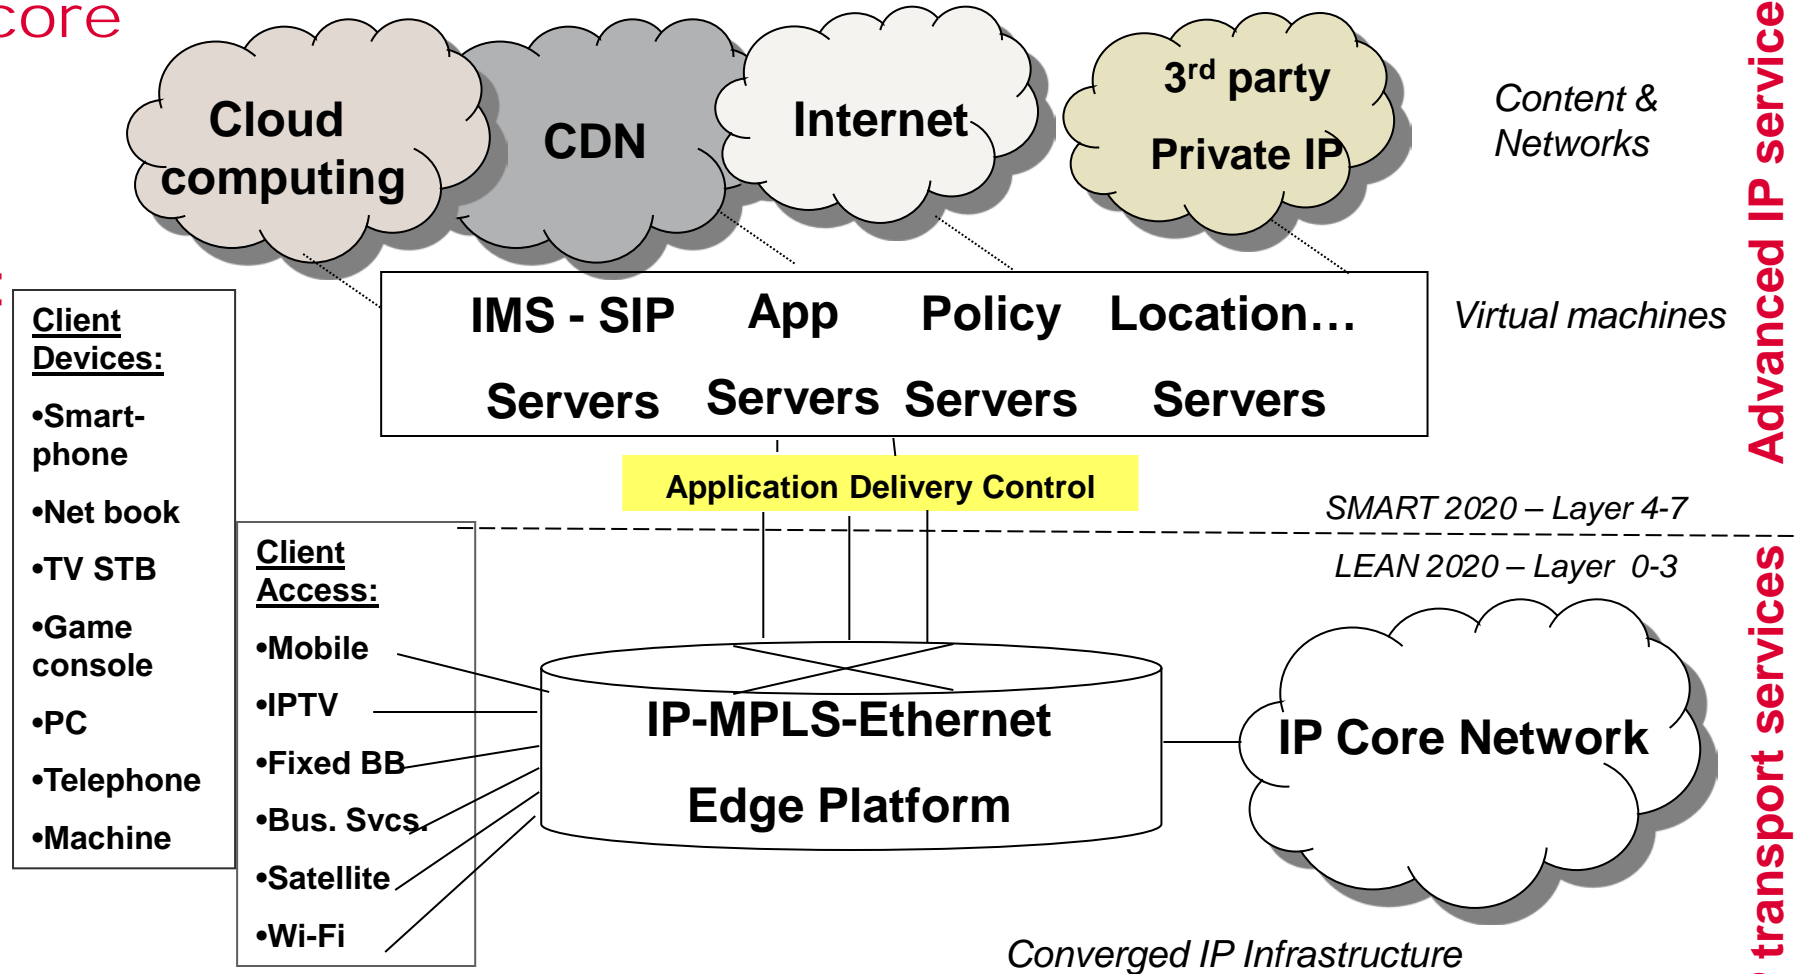 core
Cloud
computing
CDN
Internet
3rd party
Private IP
Content &
Networks
Advanced IP service
IMS - SIP
Servers
App
Servers
Policy
Servers
Location…
Servers
Virtual machines
Client
Devices:
•Smart-
phone
•Net book
•TV STB
•Game
console
•PC
•Telephone
•Machine
Application Delivery Control
SMART 2020 – Layer 4-7
LEAN 2020 – Layer 0-3
Client
Access:
•Mobile
•IPTV
•Fixed BB
•Bus. Svcs.
•Satellite
•Wi-Fi
IP-MPLS-Ethernet
Edge Platform
IP Core Network
transport services
Converged IP Infrastructure